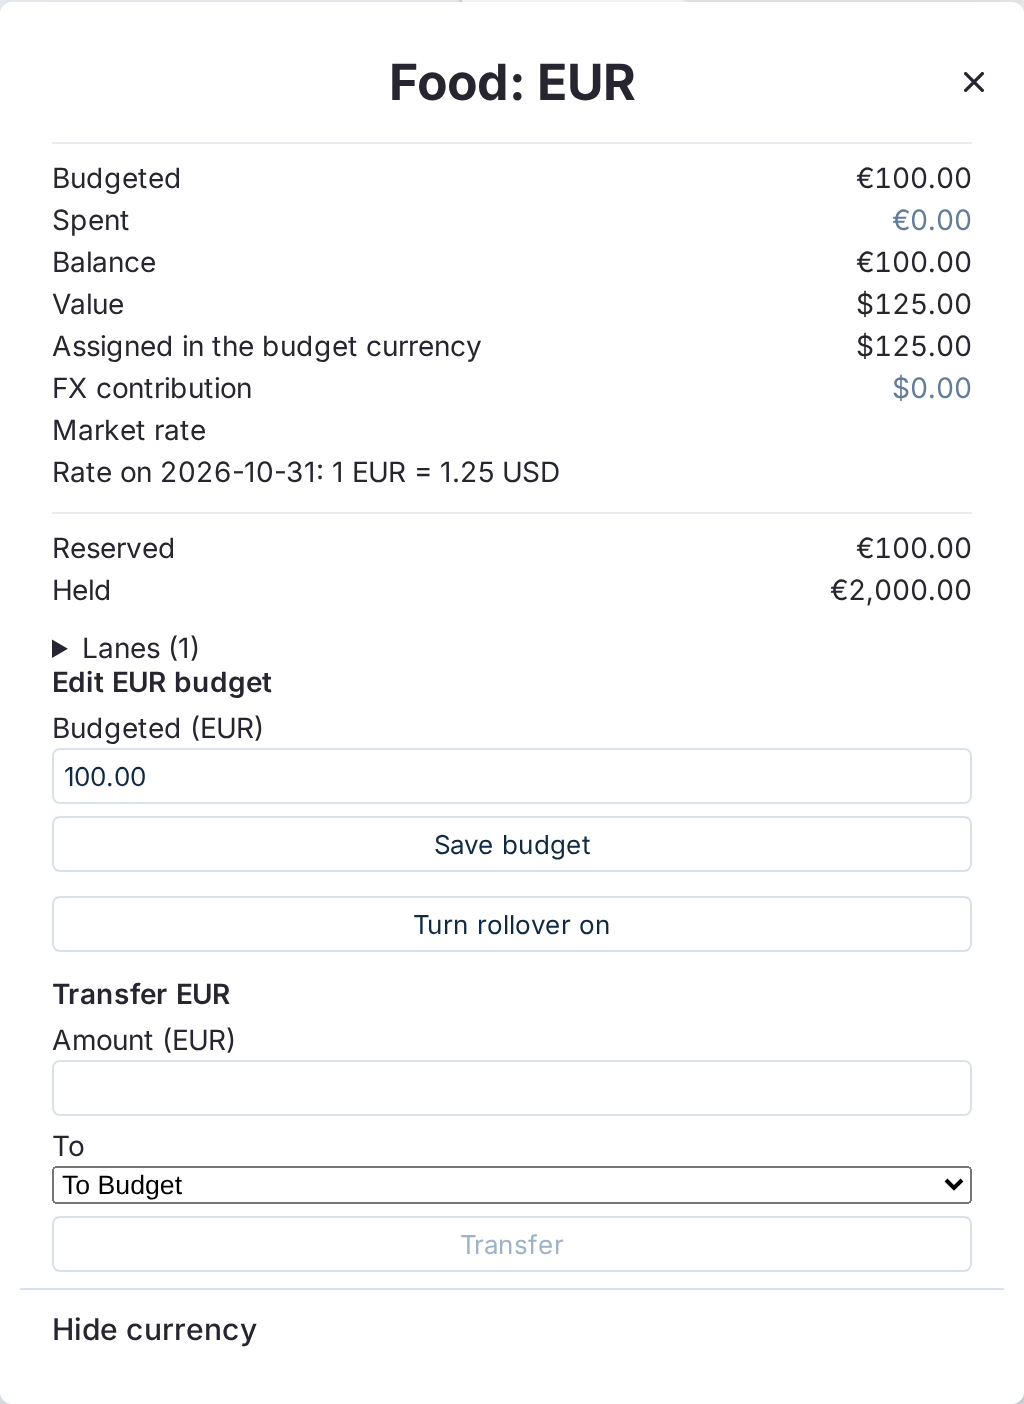 Food: EUR
Budgeted €100.00
Spent €0.00
Balance €100.00
Value $125.00
Assigned in the budget currency $125.00
FX contribution $0.00
Market rate
Rate on 2026-10-31: 1 EUR = 1.25 USD
Reserved €100.00
Held €2,000.00
Lanes (1)
Edit EUR budget
Budgeted (EUR)
100.00
Save budget
Turn rollover on
Transfer EUR
Amount (EUR)
To
To Budget
Transfer
Hide currency